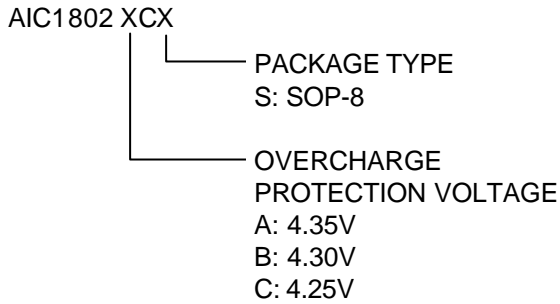 AIC1802 XCX
PACKAGE TYPE
S: SOP-8
OVERCHARGE
PROTECTION VOLTAGE
A: 4.35V
B: 4.30V
C: 4.25V